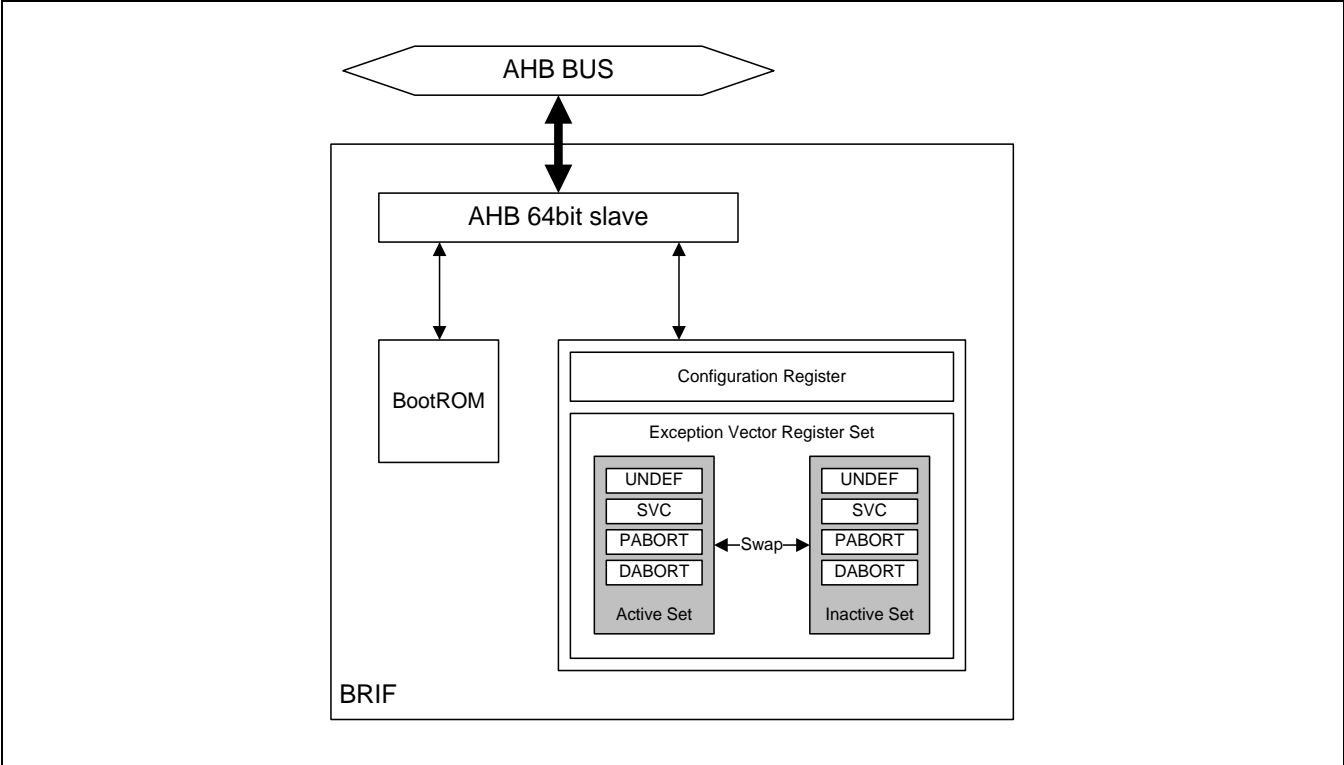 AHB BUS
AHB 64bit slave
BootROM
Configuration Register
Exception Vector Register Set
UNDEF
SVC
PABORT
DABORT
Active Set
Swap
UNDEF
SVC
PABORT
DABORT
Inactive Set
BRIF